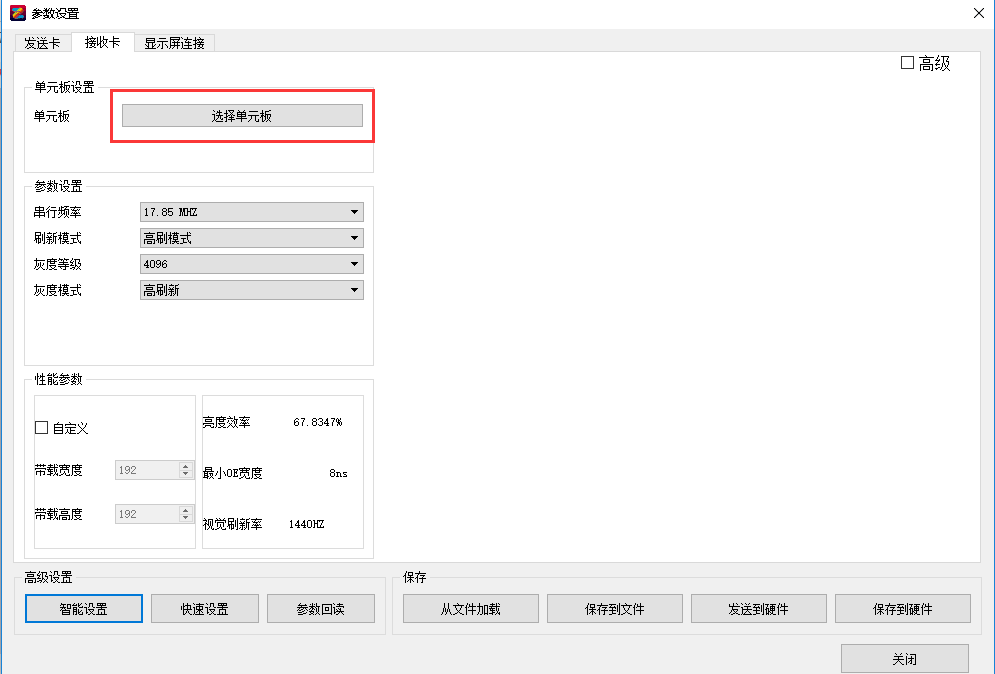 参数设置
发送卡 接收卡 显示屏连接
高级
单元板设置
单元板 选择单元板
参数设置
串行频率 17.85 MHZ
刷新模式 高刷模式
灰度等级 4096
灰度模式 高刷新
性能参数
自定义
带载宽度 192
带载高度 192
亮度效率 67.8347%
最小OE宽度 8ns
视觉刷新率 1440HZ
高级设置
智能设置 快速设置 参数回读
保存
从文件加载 保存到文件 发送到硬件 保存到硬件
关闭